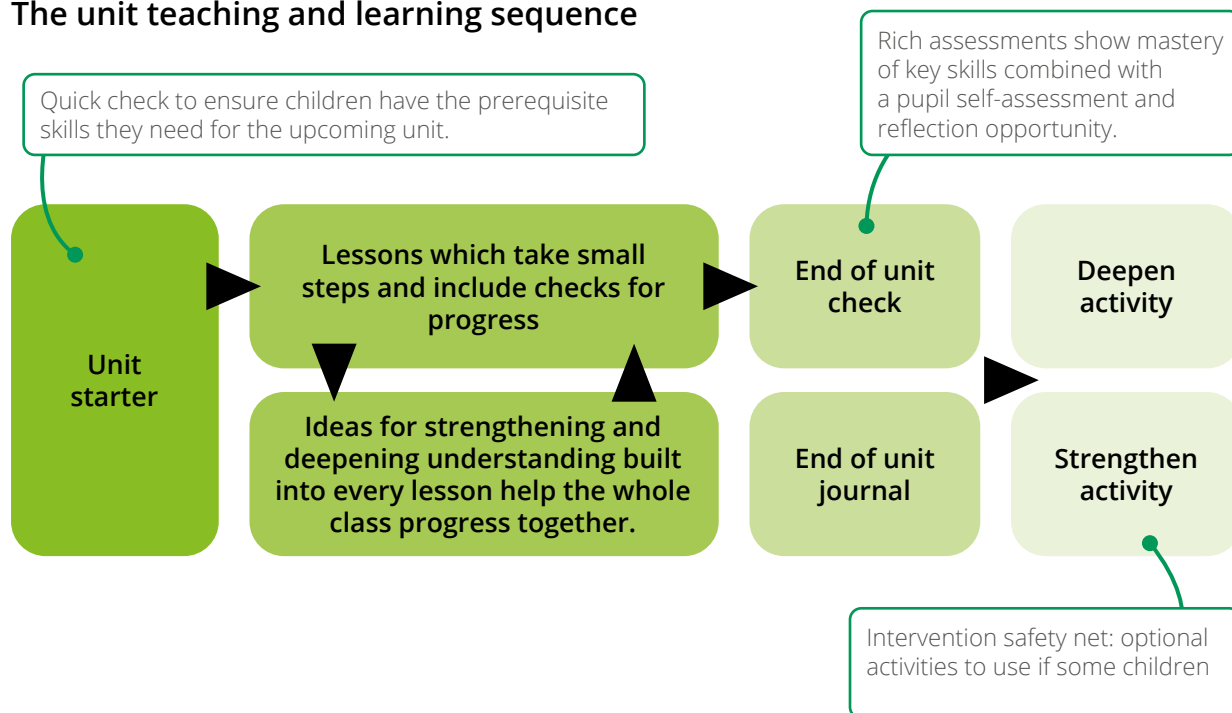 The unit teaching and learning sequence
Quick check to ensure children have the prerequisite
skills they need for the upcoming unit.
Rich assessments show mastery
of key skills combined with
a pupil self-assessment and
reflection opportunity.
Unit
starter
Lessons which take small
steps and include checks for
progress
Ideas for strengthening and
deepening understanding built
into every lesson help the whole
class progress together.
End of unit
check
End of unit
journal
Deepen
activity
Strengthen
activity
Intervention safety net: optional
activities to use if some children